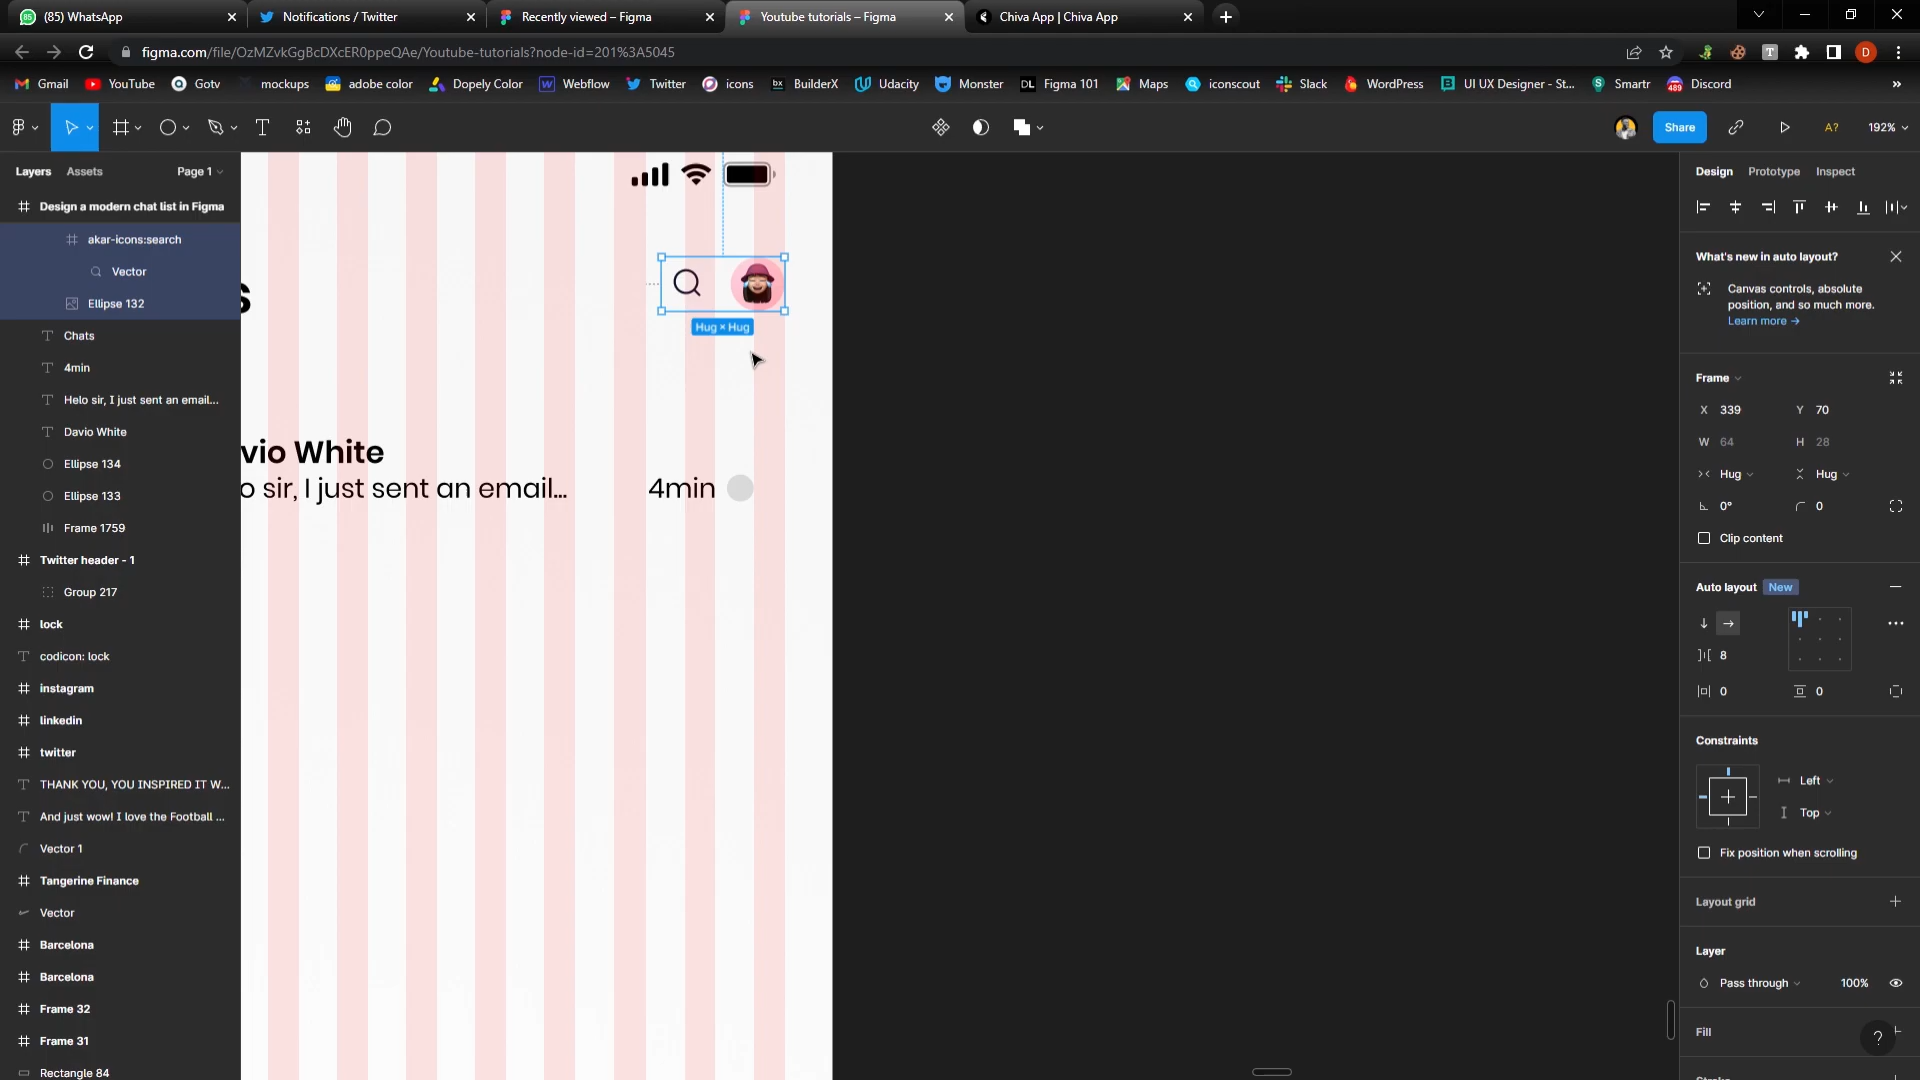 85
(85) WhatsApp
Notifications / Twitter
Recently viewed – Figma
Youtube tutorials – Figma
Chiva App | Chiva App
figma.com/file/OzMZvkGgBcDXcER0ppeQAe/Youtube-tutorials?node-id=201%3A5045
D
Gmail
YouTube
Gotv
mockups
adobe color
Dopely Color
Webflow
Twitter
icons
bx
BuilderX
Udacity
Monster
DL
Figma 101
Maps
iconscout
Slack
WordPress
UI UX Designer - St...
Smartr
489
Discord
»
T
Share
A?
192%
Layers
Assets
Page 1
Design a modern chat list in Figma
akar-icons:search
Vector
Ellipse 132
Chats
4min
Helo sir, I just sent an email...
Davio White
Ellipse 134
Ellipse 133
Frame 1759
Twitter header - 1
Group 217
lock
codicon: lock
instagram
linkedin
twitter
THANK YOU, YOU INSPIRED IT W...
And just wow! I love the Football ...
Vector 1
Tangerine Finance
Vector
Barcelona
Barcelona
Frame 32
Frame 31
Rectangle 84
s
Hug × Hug
vio White
o sir, I just sent an email...
4min
Design
Prototype
Inspect
What's new in auto layout?
Canvas controls, absolute
position, and so much more.
Learn more →
Frame
X 339
Y 70
W 64
H 28
Hug
Hug
0°
0
Clip content
Auto layout
New
8
0
0
Constraints
Left
Top
Fix position when scrolling
Layout grid
Layer
Pass through
100%
Fill
?